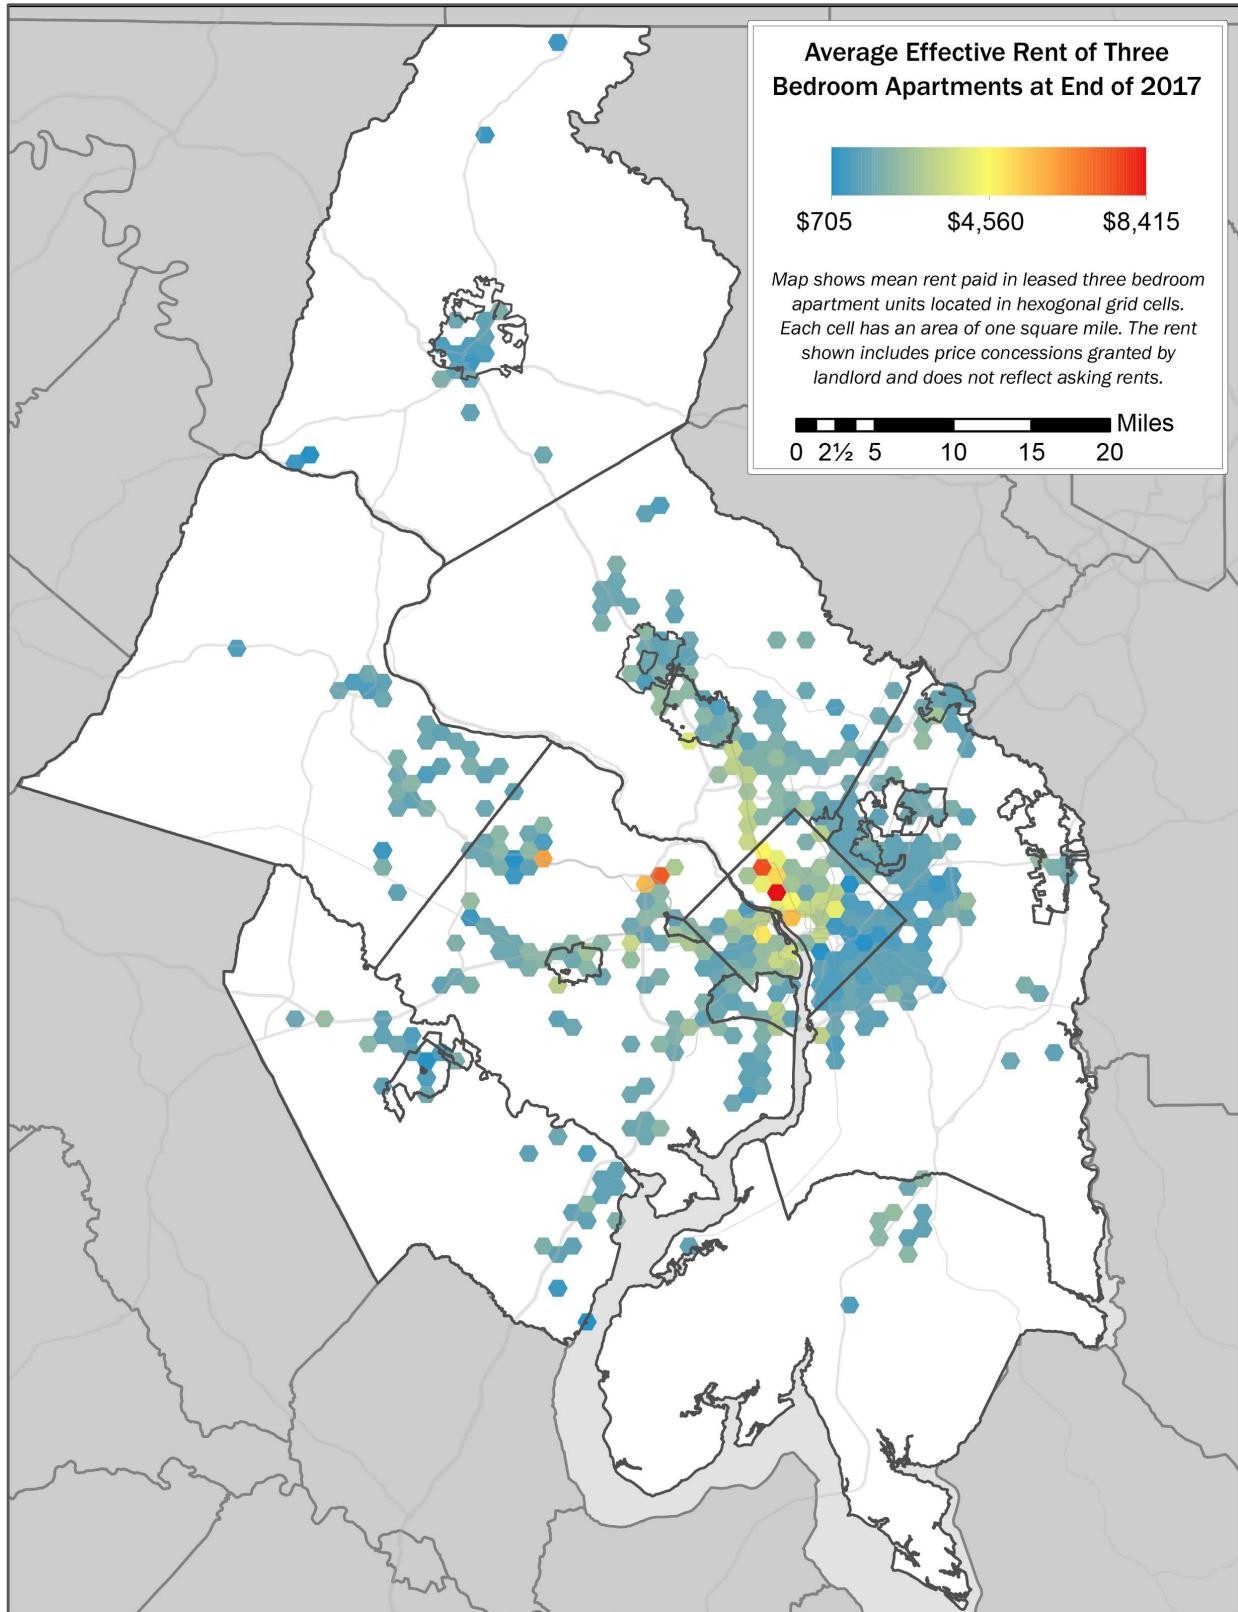 Average Effective Rent of Three
Bedroom Apartments at End of 2017
$705 $4,560 $8,415
Map shows mean rent paid in leased three bedroom
apartment units located in hexogonal grid cells.
Each cell has an area of one square mile. The rent
shown includes price concessions granted by
landlord and does not reflect asking rents.
Miles
0 2½ 5 10 15 20